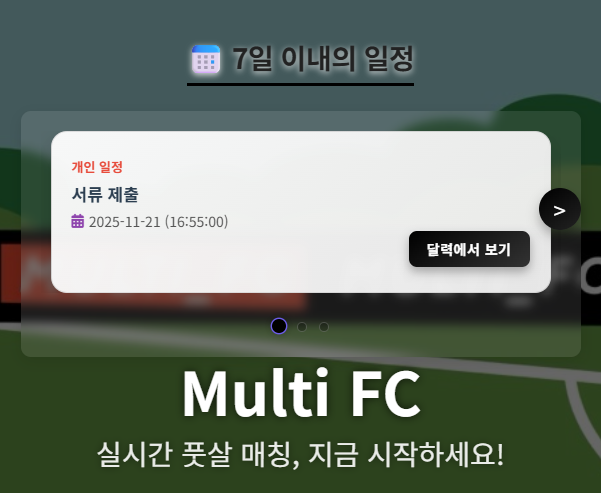 7일 이내의 일정
개인 일정
서류 제출
2025-11-21 (16:55:00)
달력에서 보기
>
Multi FC
실시간 풋살 매칭, 지금 시작하세요!